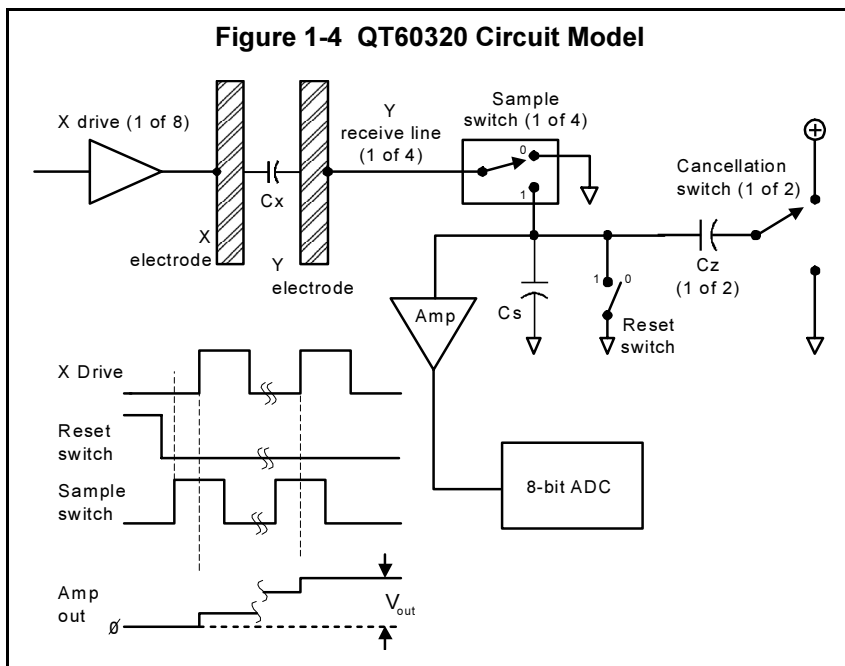 Figure 1-4 QT60320 Circuit Model
X drive (1 of 8)
Y
receive line
(1 of 4)
Sample
switch (1 of 4)
0
1
Cancellation
switch (1 of 2)
Cx
X
electrode
Y
electrode
Amp
Cs
1
0
Reset
switch
Cz
(1 of 2)
X Drive
Reset
switch
Sample
switch
Amp
out
Ø
Vout
8-bit ADC